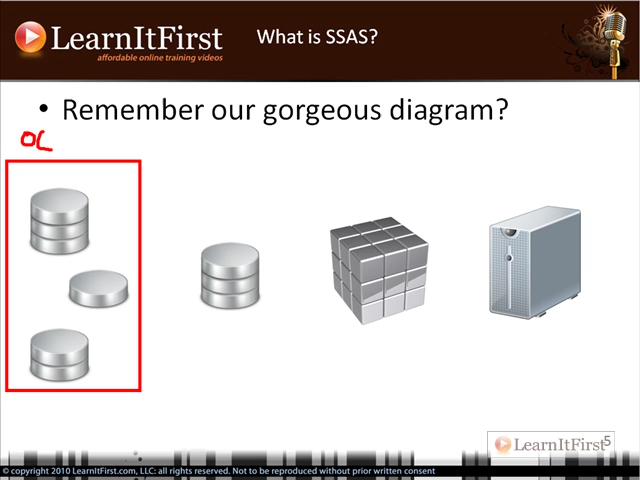 LearnItFirst
affordable online training videos
What is SSAS?
• Remember our gorgeous diagram?
OL
LearnItFirst
5
© copyright 2010 LearnItFirst.com, LLC: all rights reserved. Not to be reproduced without prior written consent